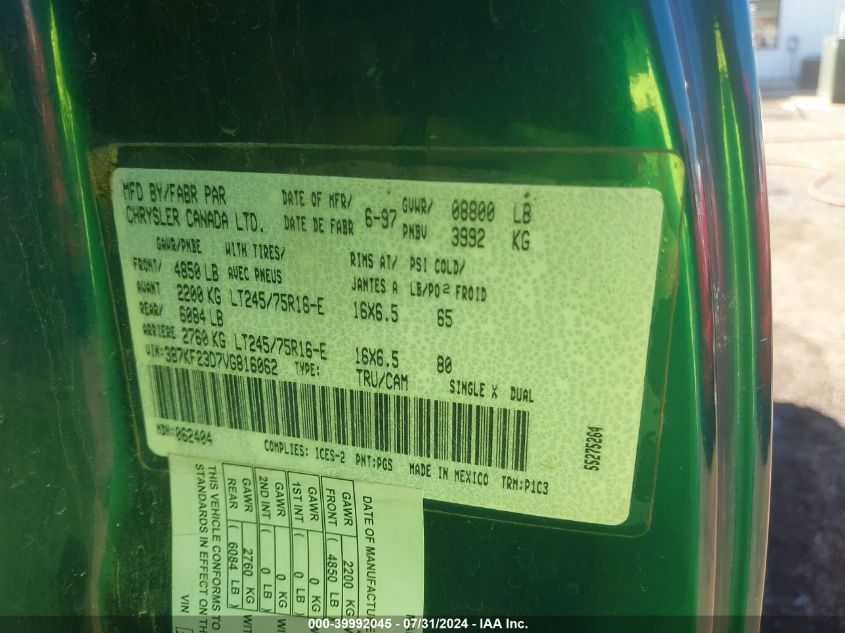 MFD BY/FABR PAR DATE OF MFR/ 6-97 GVWR/ 08800 LB
CHRYSLER CANADA LTD. DATE DE FABR PNBV 3992 KG
GAWR/PNBE WITH TIRES/ RIMS AT/ PSI COLD/
FRONT/ 4850 LB AVEC PNEUS JANTES A LB/PO² FROID
AVANT 2200 KG LT245/75R16-E 16X6.5 65
REAR/ 6084 LB
ARRIERE 2760 KG LT245/75R16-E 16X6.5 80
VIN: 3B7KF23D7VG816062 TYPE: TRU/CAM SINGLE X DUAL
MDH:062404
COMPLIES: ICES-2 PNT:PGS MADE IN MEXICO TRM:P1C3
55275264
DATE OF MANUFACTURE
GAWR 2200 KG
FRONT ( 4850 LB )
GAWR 0 KG
1ST INT ( 0 LB )
GAWR 0 KG
2ND INT ( 0 LB )
GAWR 2760 KG
REAR ( 6084 LB )
THIS VEHICLE CONFORMS TO
STANDARDS IN EFFECT ON TH
VIN
000-39992045 - 07/31/2024 - IAA, Inc.